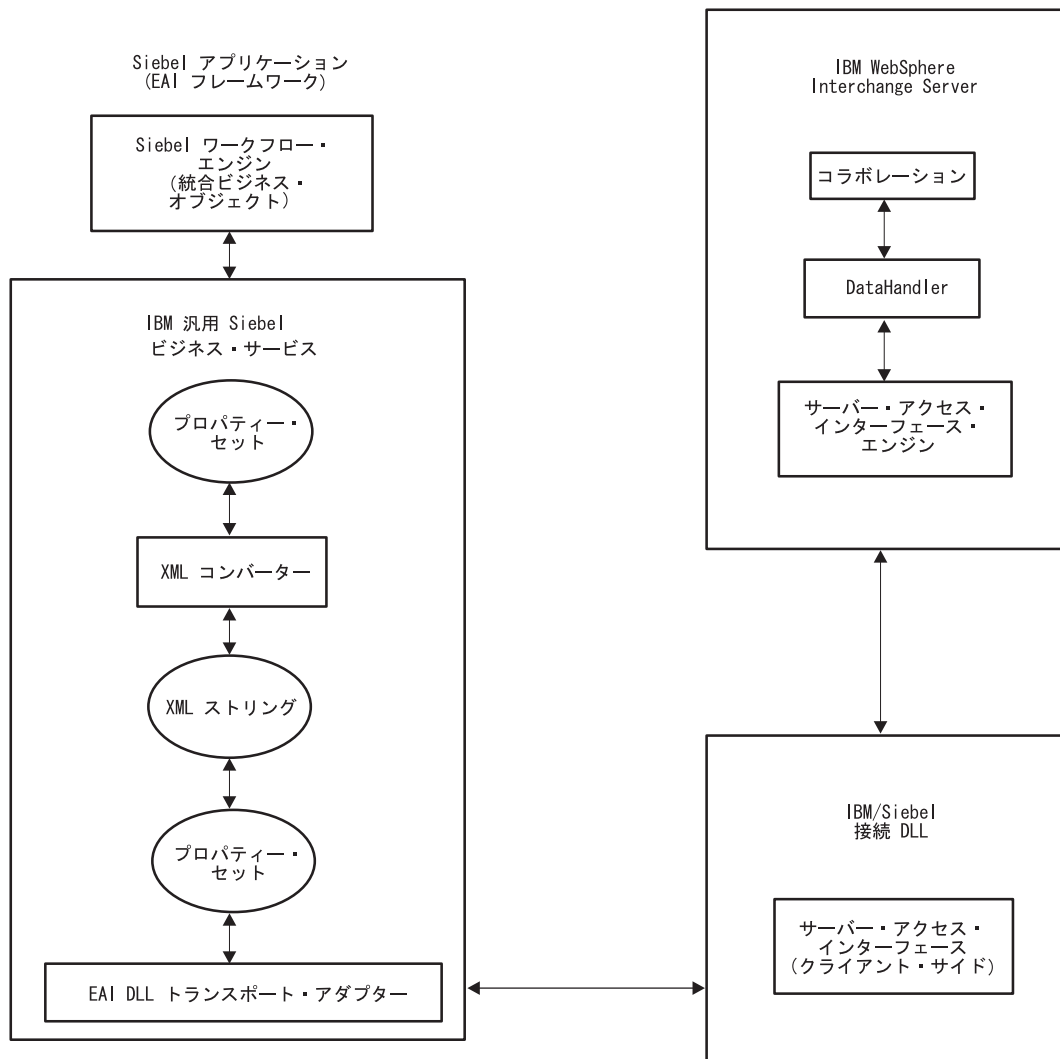 Siebel アプリケーション
(EAI フレームワーク)
Siebel ワークフロー・
エンジン
(統合ビジネス・
オブジェクト)
IBM 汎用 Siebel
ビジネス・サービス
プロパティー・
セット
XML コンバーター
XML ストリング
プロパティー・
セット
EAI DLL トランスポート・アダプター
IBM WebSphere
Interchange Server
コラボレーション
DataHandler
サーバー・アクセス・
インターフェース・
エンジン
IBM/Siebel
接続 DLL
サーバー・アクセス・
インターフェース
(クライアント・サイド)